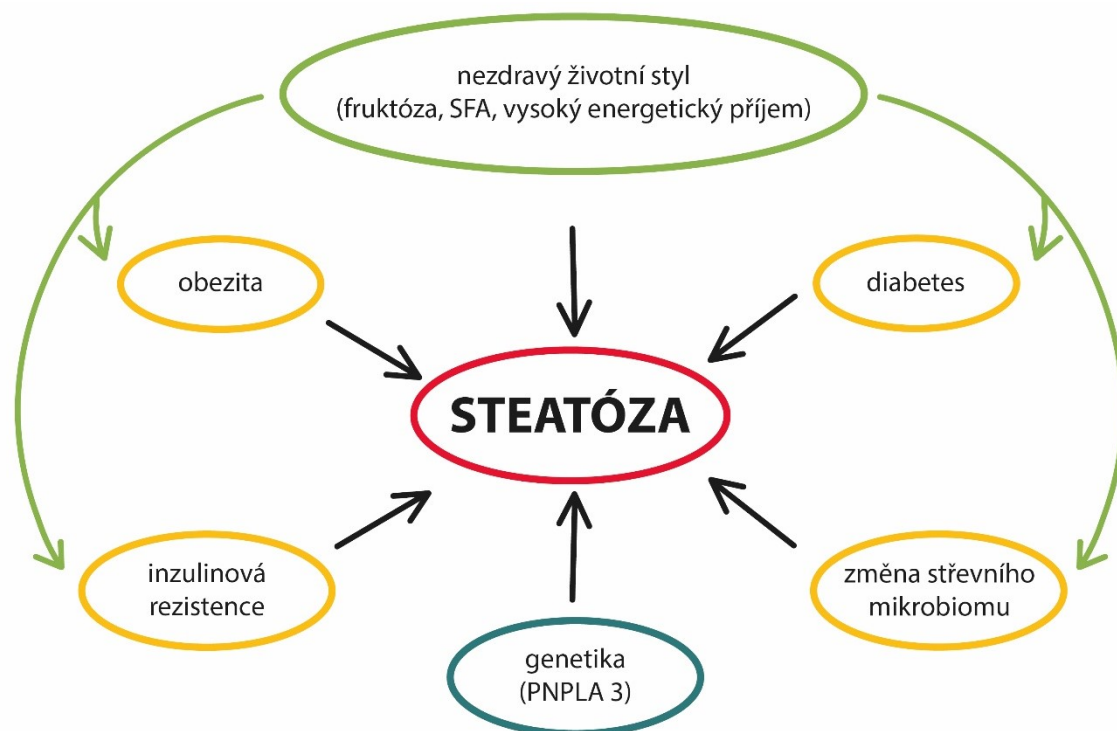 nezdravý životní styl
(fruktóza, SFA, vysoký energetický příjem)
obezita
diabetes
STEATÓZA
inzulinová
rezistence
změna střevního
mikrobiomu
genetika
(PNPLA 3)